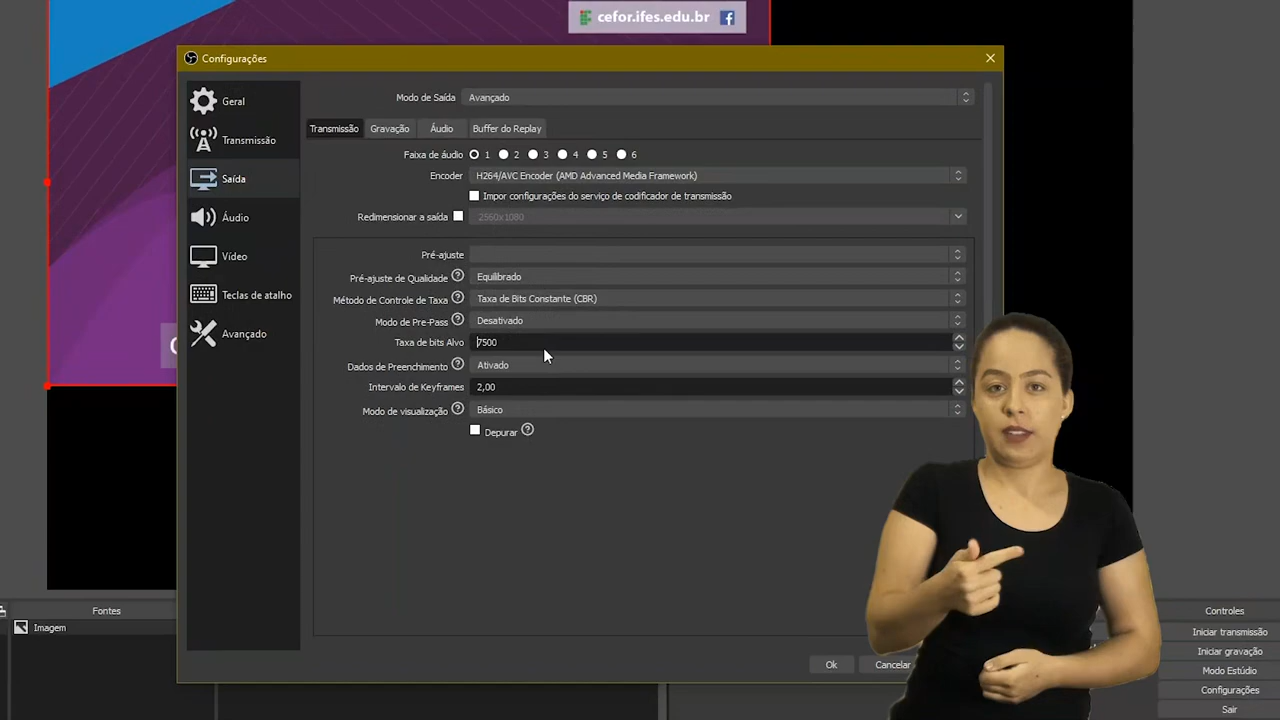 cefor.ifes.edu.br
Configurações
Geral
Transmissão
Saída
Áudio
Vídeo
Teclas de atalho
Avançado
Modo de Saída Avançado
Transmissão Gravação Áudio Buffer do Replay
Faixa de áudio 1 2 3 4 5 6
Encoder H264/AVC Encoder (AMD Advanced Media Framework)
Impor configurações do serviço de codificador de transmissão
Redimensionar a saída 2560x1080
Pré-ajuste
Pré-ajuste de Qualidade ? Equilibrado
Método de Controle de Taxa ? Taxa de Bits Constante (CBR)
Modo de Pre-Pass ? Desativado
Taxa de bits Alvo 7500
Dados de Preenchimento ? Ativado
Intervalo de Keyframes 2,00
Modo de visualização ? Básico
Depurar ?
Ok Cancelar
Fontes
Imagem
Controles
Iniciar transmissão
Iniciar gravação
Modo Estúdio
Configurações
Sair